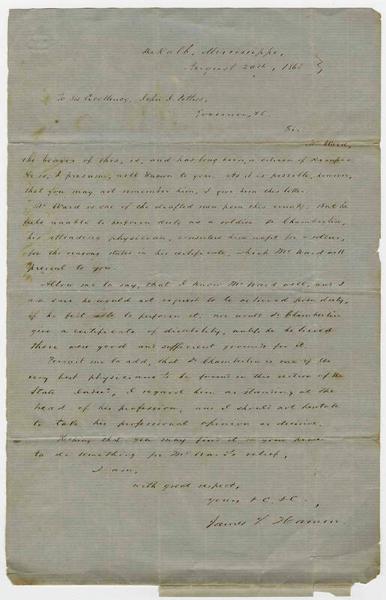 DeKalb, Mississippi,
August 20th, 186
To His Excellency, John J. Pettus,
Governor, &c.
Sir.
Mr Ward,
the bearer of this, is, and has long been, a citizen of Kemper.
He is, I presume, well known to you. As it is possible, however,
that you may not remember him, I give him this letter.
Mr Ward is one of the drafted men from this county. But he
feels unable to perform duty as a soldier. Dr Chamberlin,
his attending physician, considers him unfit for a soldier,
for the reasons stated in his certificate, which Mr Ward will
present to you.
Allow me to say, that I know Mr Ward well, and I
am sure he would not request to be relieved from duty,
if he felt able to perform it, nor would Dr Chamberlin
give a certificate of disability, unless he believed
there were good and sufficient grounds for it.
Permit me to add, that Dr Chamberlin is one of the
very best physicians to be found in this section of the
State. Indeed, I regard him as standing at the
head of his profession, and I should not hesitate
to take his professional opinion as decisive.
Hoping that you may find it in your power
to do something for Mr Ward's relief,
I am,
with great respect,
Yours &c. &c.,
James S. Hamm.